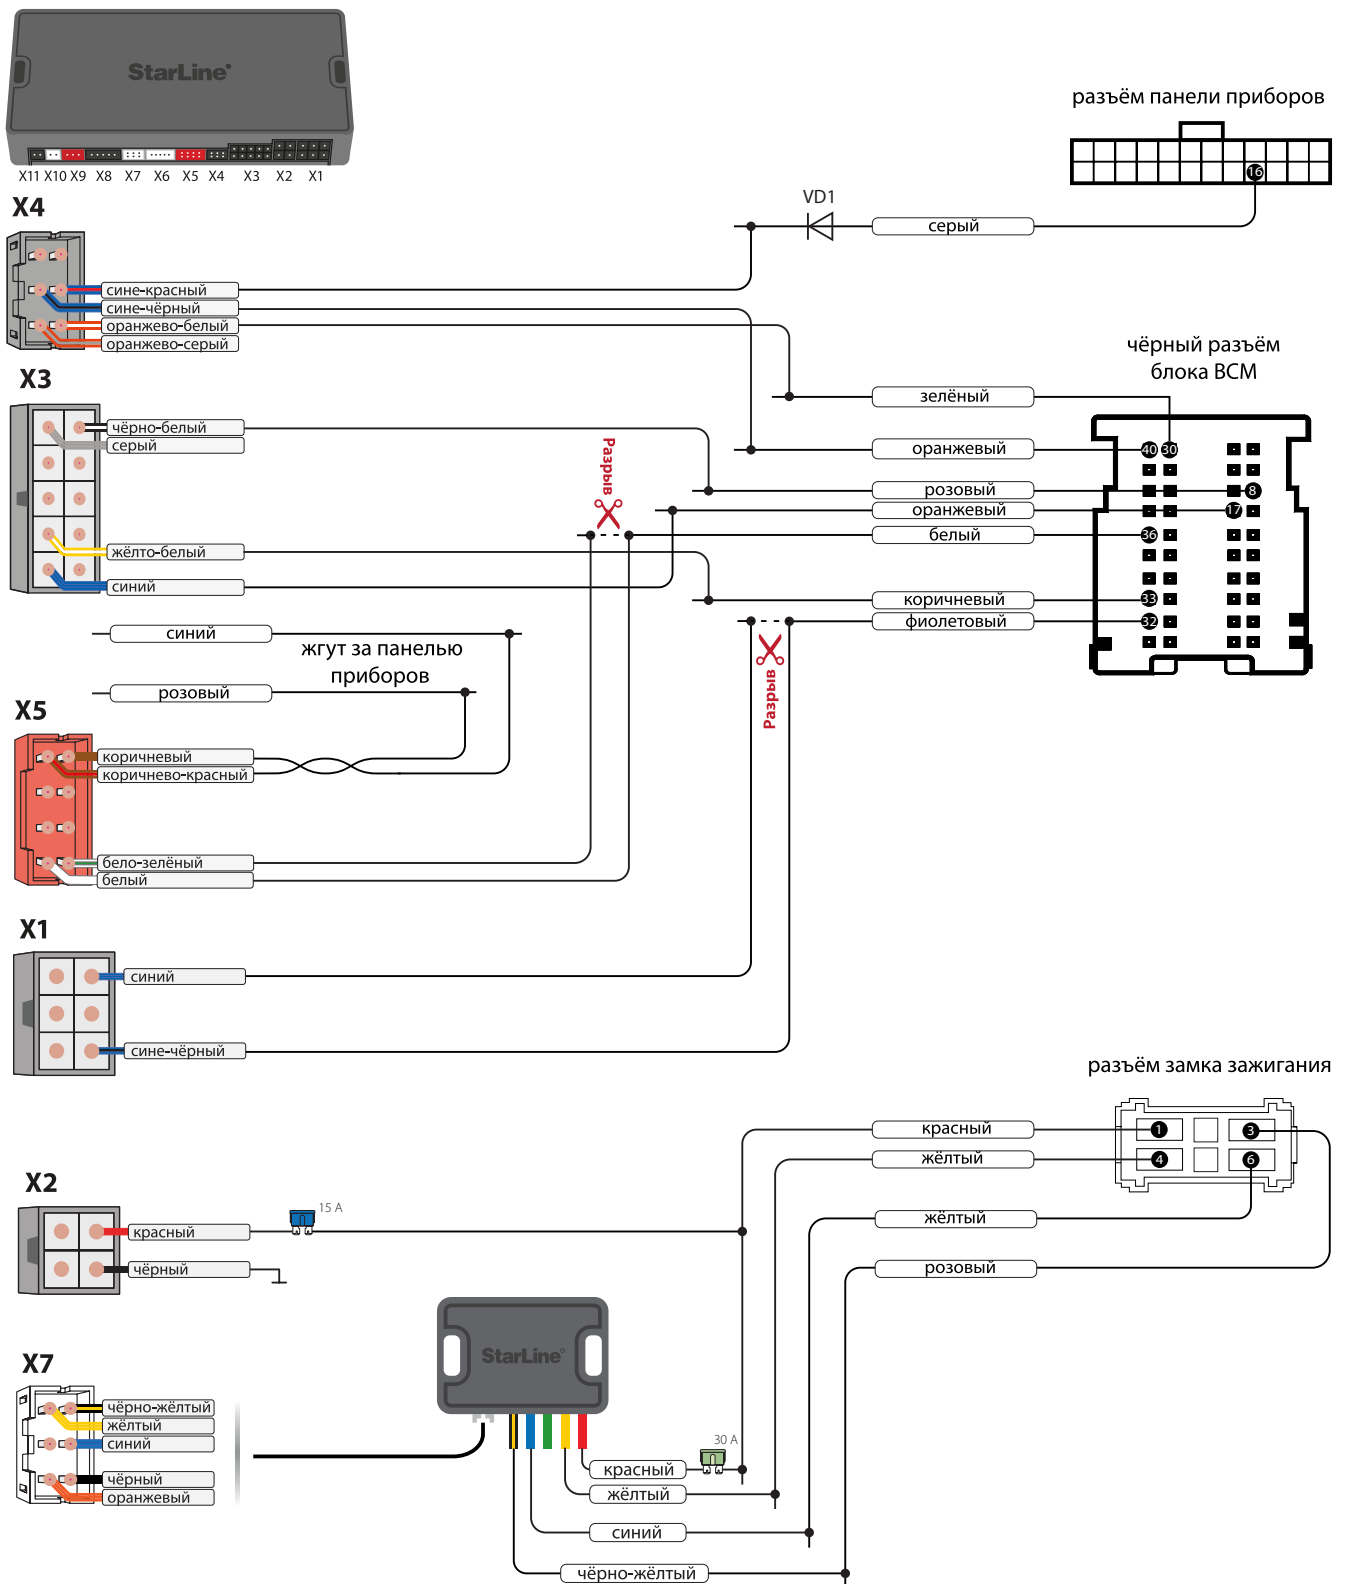 StarLine
X11 X10 X9 X8 X7 X6 X5 X4 X3 X2 X1
разъём панели приборов
16
X4
VD1
серый
сине-красный
сине-чёрный
оранжево-белый
оранжево-серый
чёрный разъём
блока BCM
X3
зелёный
чёрно-белый
серый
Разрыв
оранжевый
40 30
розовый
8
оранжевый
17
белый
36
жёлто-белый
синий
коричневый
33
фиолетовый
32
синий
жгут за панелью
приборов
розовый
Разрыв
X5
коричневый
коричнево-красный
бело-зелёный
белый
X1
синий
сине-чёрный
разъём замка зажигания
красный
1 3
жёлтый
4 6
X2
15 A
красный
жёлтый
чёрный
розовый
StarLine
X7
чёрно-жёлтый
жёлтый
синий
чёрный
оранжевый
30 A
красный
жёлтый
синий
чёрно-жёлтый